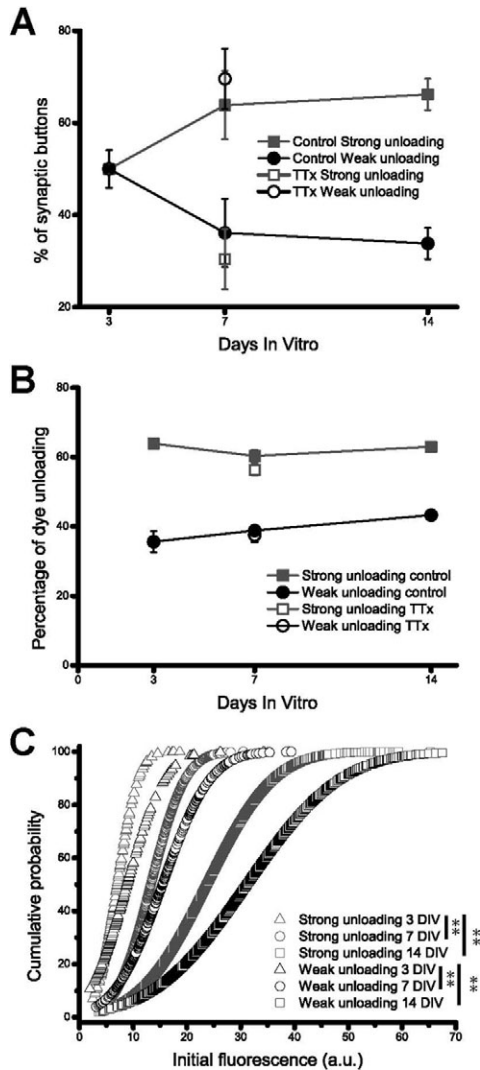 A
80
60
40
20
% of synaptic buttons
Control Strong unloading
Control Weak unloading
TTx Strong unloading
TTx Weak unloading
3 7 14
Days In Vitro
B
80
60
40
20
0
Percentage of dye unloading
Strong unloading control
Weak unloading control
Strong unloading TTx
Weak unloading TTx
0 3 7 14
Days In Vitro
C
100
80
60
40
20
0
Cumulative probability
Strong unloading 3 DIV
Strong unloading 7 DIV
Strong unloading 14 DIV
Weak unloading 3 DIV
Weak unloading 7 DIV
Weak unloading 14 DIV
** **
** **
0 10 20 30 40 50 60 70
Initial fluorescence (a.u.)